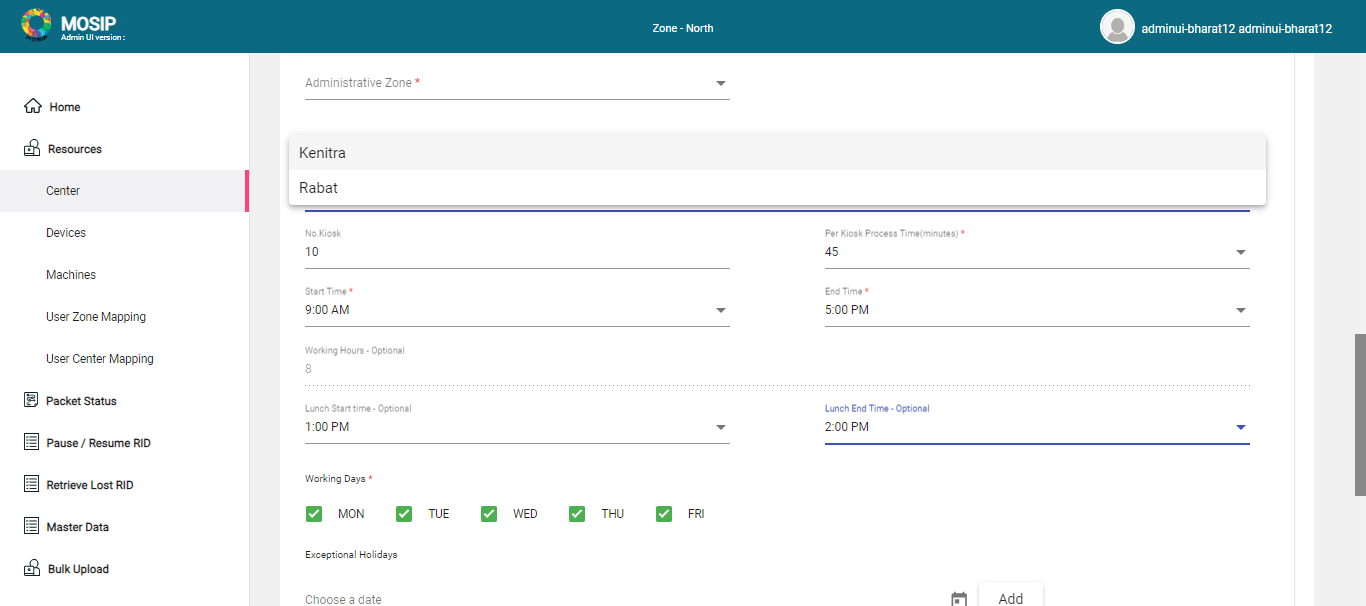 MOSIP
Admin UI version :
Zone - North
adminui-bharat12 adminui-bharat12
Home
Resources
Center
Devices
Machines
User Zone Mapping
User Center Mapping
Packet Status
Pause / Resume RID
Retrieve Lost RID
Master Data
Bulk Upload
Administrative Zone *
Kenitra
Rabat
No.Kiosk
10
Per Kiosk Process Time(minutes) *
45
Start Time *
9:00 AM
End Time *
5:00 PM
Working Hours - Optional
8
Lunch Start time - Optional
1:00 PM
Lunch End Time - Optional
2:00 PM
Working Days *
MON TUE WED THU FRI
Exceptional Holidays
Choose a date
Add